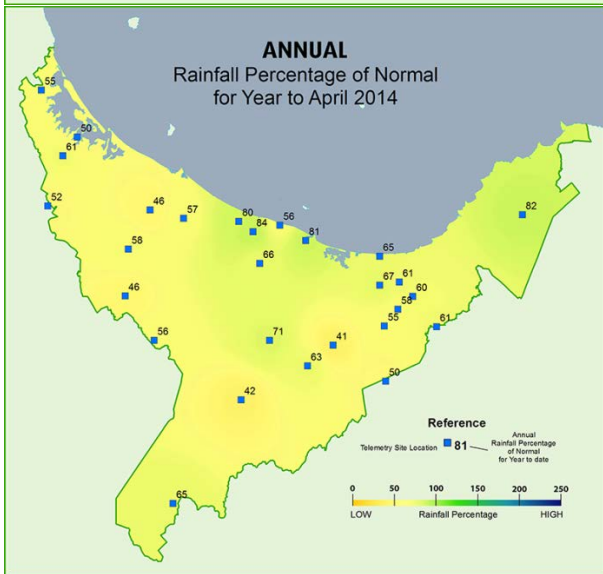 ANNUAL
Rainfall Percentage of Normal
for Year to April 2014
55
50
61
52
46
57
80
84
56
81
82
58
66
65
67
61
60
46
58
55
61
56
71
41
63
50
42
65
Reference
Telemetry Site Location
81
Annual
Rainfall Percentage
of Normal
for Year to date
0
50
100
150
200
250
LOW
Rainfall Percentage
HIGH